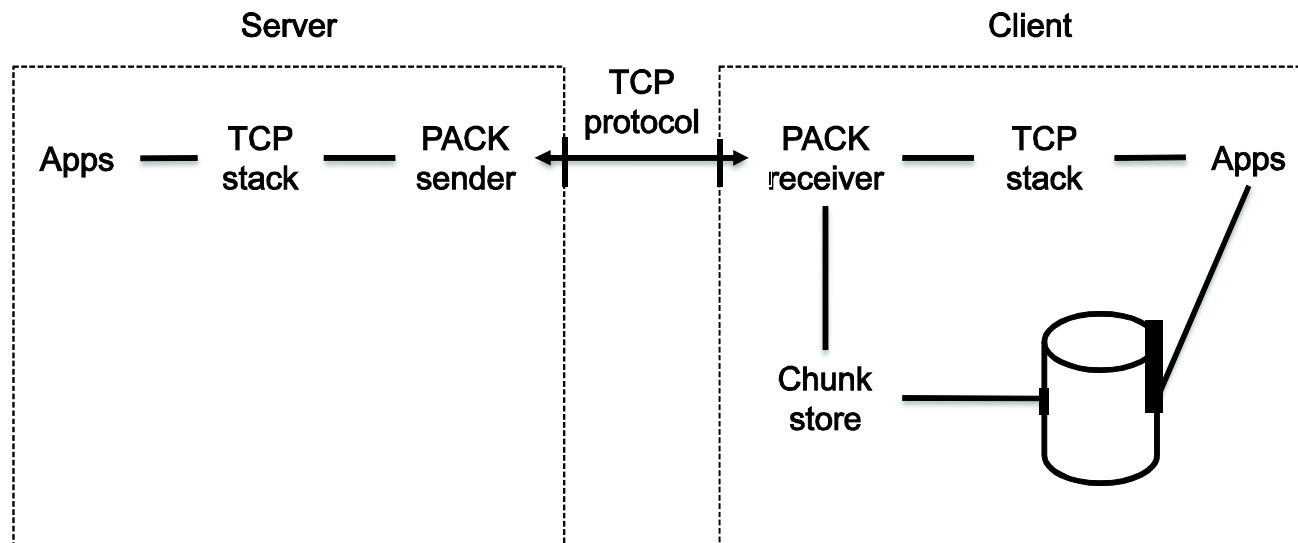 Server
Client
TCP
protocol
Apps
TCP
stack
PACK
sender
PACK
receiver
TCP
stack
Apps
Chunk
store